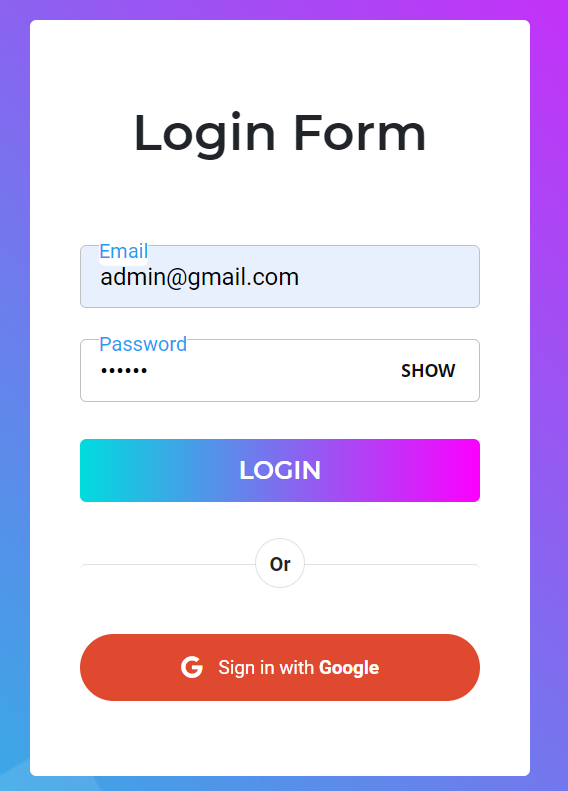 Login Form
Email
admin@gmail.com
Password
••••••
SHOW
LOGIN
Or
Sign in with Google